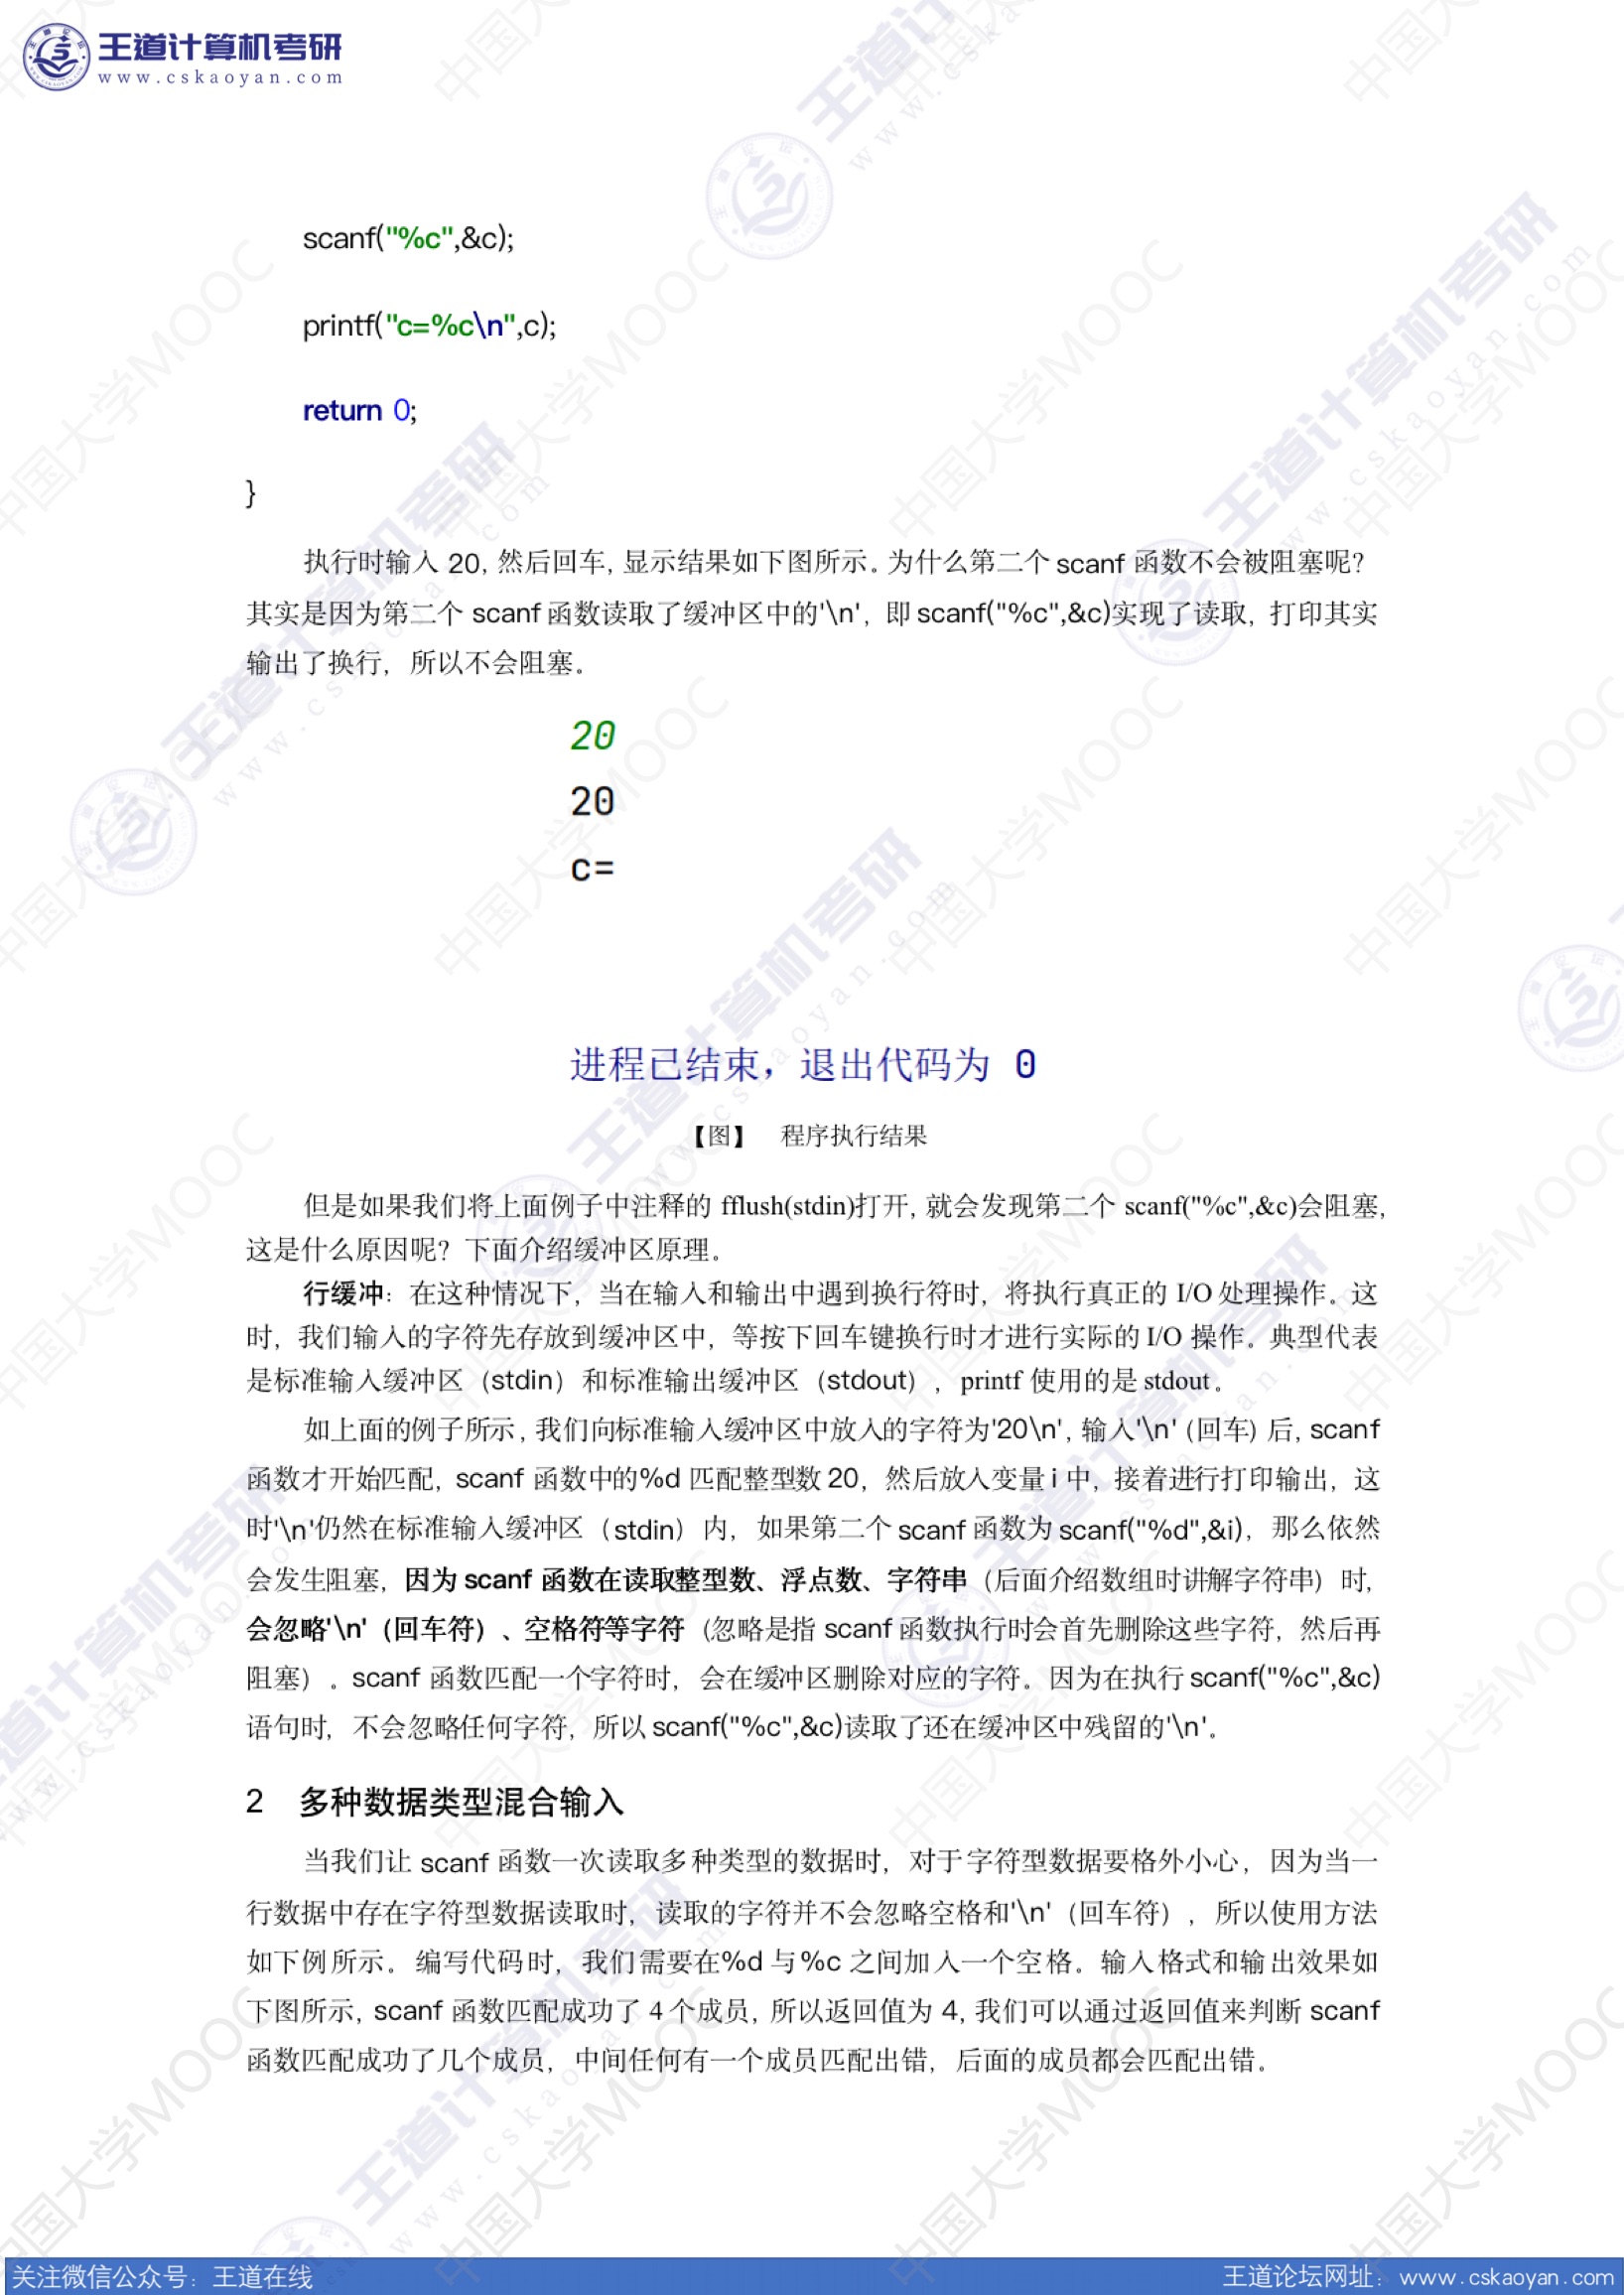 王道计算机考研
www.cskaoyan.com
scanf("%c",&c);
printf("c=%c\n",c);
return 0;
}
执行时输入 20, 然后回车, 显示结果如下图所示。为什么第二个 scanf 函数不会被阻塞呢?
其实是因为第二个 scanf 函数读取了缓冲区中的'\n', 即 scanf("%c",&c)实现了读取, 打印其实
输出了换行, 所以不会阻塞。
20
20
c=
进程已结束，退出代码为 0
【图】 程序执行结果
但是如果我们将上面例子中注释的 fflush(stdin)打开, 就会发现第二个 scanf("%c",&c)会阻塞,
这是什么原因呢? 下面介绍缓冲区原理。
行缓冲: 在这种情况下, 当在输入和输出中遇到换行符时, 将执行真正的 I/O 处理操作。这
时, 我们输入的字符先存放到缓冲区中, 等按下回车键换行时才进行实际的 I/O 操作。典型代表
是标准输入缓冲区 (stdin) 和标准输出缓冲区 (stdout) , printf 使用的是 stdout。
如上面的例子所示, 我们向标准输入缓冲区中放入的字符为'20\n', 输入'\n' (回车) 后, scanf
函数才开始匹配, scanf 函数中的%d 匹配整型数 20, 然后放入变量 i 中, 接着进行打印输出, 这
时'\n'仍然在标准输入缓冲区 (stdin) 内, 如果第二个 scanf 函数为 scanf("%d",&i), 那么依然
会发生阻塞, 因为 scanf 函数在读取整型数、浮点数、字符串 (后面介绍数组时讲解字符串) 时,
会忽略'\n' (回车符) 、空格符等字符 (忽略是指 scanf 函数执行时会首先删除这些字符, 然后再
阻塞) 。scanf 函数匹配一个字符时, 会在缓冲区删除对应的字符。因为在执行 scanf("%c",&c)
语句时, 不会忽略任何字符, 所以 scanf("%c",&c)读取了还在缓冲区中残留的'\n'。
2 多种数据类型混合输入
当我们让 scanf 函数一次读取多种类型的数据时, 对于字符型数据要格外小心, 因为当一
行数据中存在字符型数据读取时, 读取的字符并不会忽略空格和'\n' (回车符) , 所以使用方法
如下例所示。编写代码时, 我们需要在%d 与%c 之间加入一个空格。输入格式和输出效果如
下图所示, scanf 函数匹配成功了 4 个成员, 所以返回值为 4, 我们可以通过返回值来判断 scanf
函数匹配成功了几个成员, 中间任何有一个成员匹配出错, 后面的成员都会匹配出错。
关注微信公众号: 王道在线
王道论坛网址: www.cskaoyan.com